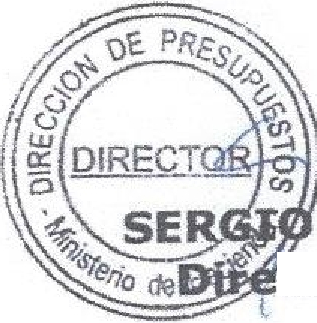 DIRECCION DE PRESUPUESTOS
DIRECTOR
SERGIO
Dire
Ministerio de